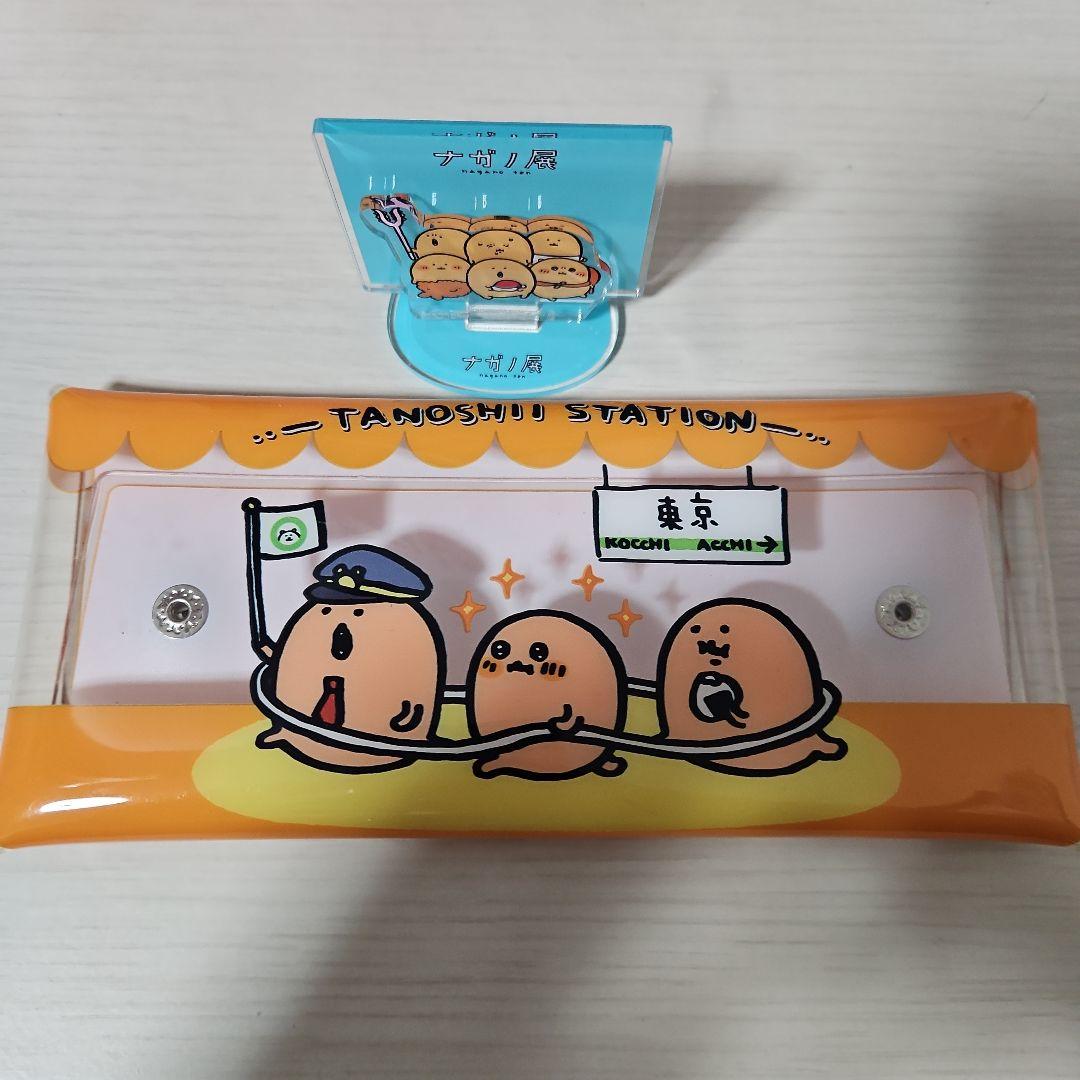 ナガノ展
nagano ten
ナガノ展
nagano ten
TANOSHII STATION
東京
KOCCHI ACCHI→